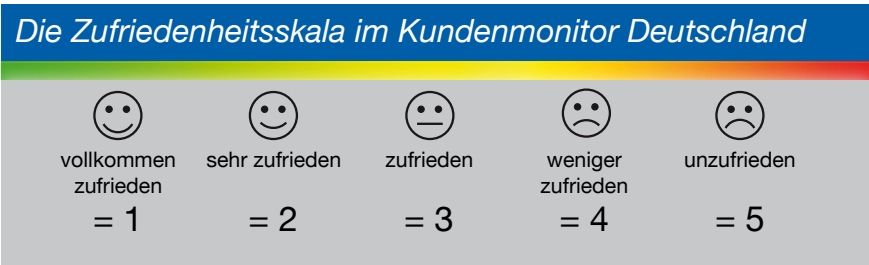 Die Zufriedenheitsskala im Kundenmonitor Deutschland
vollkommen
zufrieden
= 1
sehr zufrieden
= 2
zufrieden
= 3
weniger
zufrieden
= 4
unzufrieden
= 5